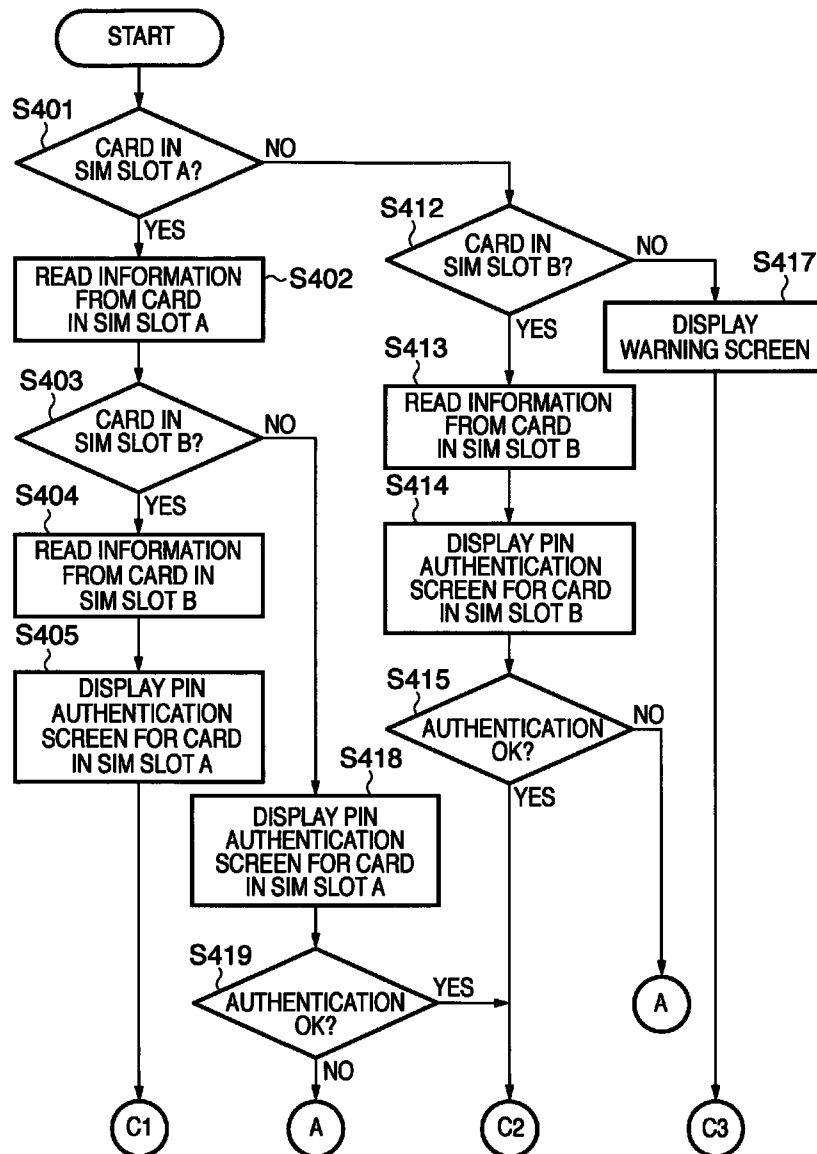 START
S401
CARD IN
SIM SLOT A?
NO
YES
S402
READ INFORMATION
FROM CARD
IN SIM SLOT A
S403
CARD IN
SIM SLOT B?
NO
YES
S404
READ INFORMATION
FROM CARD IN
SIM SLOT B
S405
DISPLAY PIN
AUTHENTICATION
SCREEN FOR CARD
IN SIM SLOT A
S418
DISPLAY PIN
AUTHENTICATION
SCREEN FOR CARD
IN SIM SLOT A
S419
AUTHENTICATION
OK?
YES
NO
S412
CARD IN
SIM SLOT B?
NO
YES
S413
READ INFORMATION
FROM CARD
IN SIM SLOT B
S414
DISPLAY PIN
AUTHENTICATION
SCREEN FOR CARD
IN SIM SLOT B
S415
AUTHENTICATION
OK?
NO
YES
S417
DISPLAY
WARNING SCREEN
A
C1
A
C2
C3